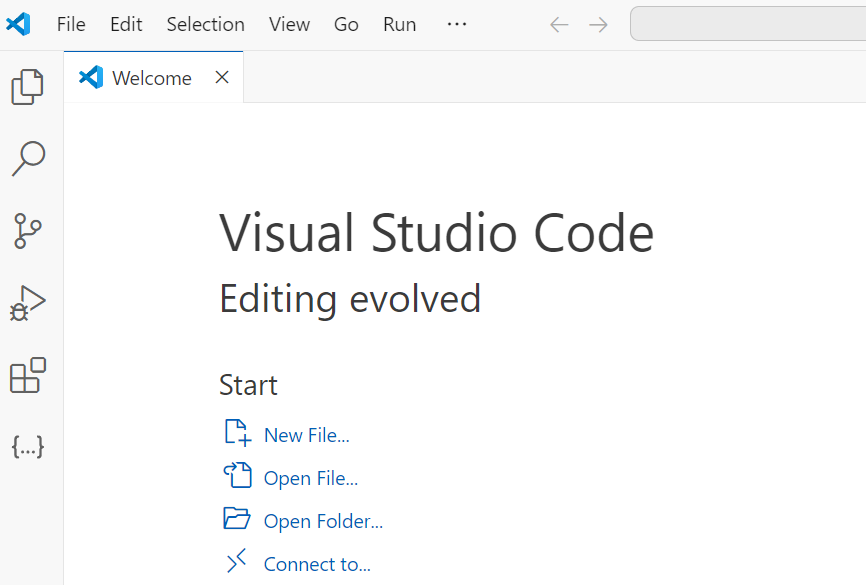 File Edit Selection View Go Run ...
Welcome
{...}
Visual Studio Code
Editing evolved
Start
New File...
Open File...
Open Folder...
Connect to...